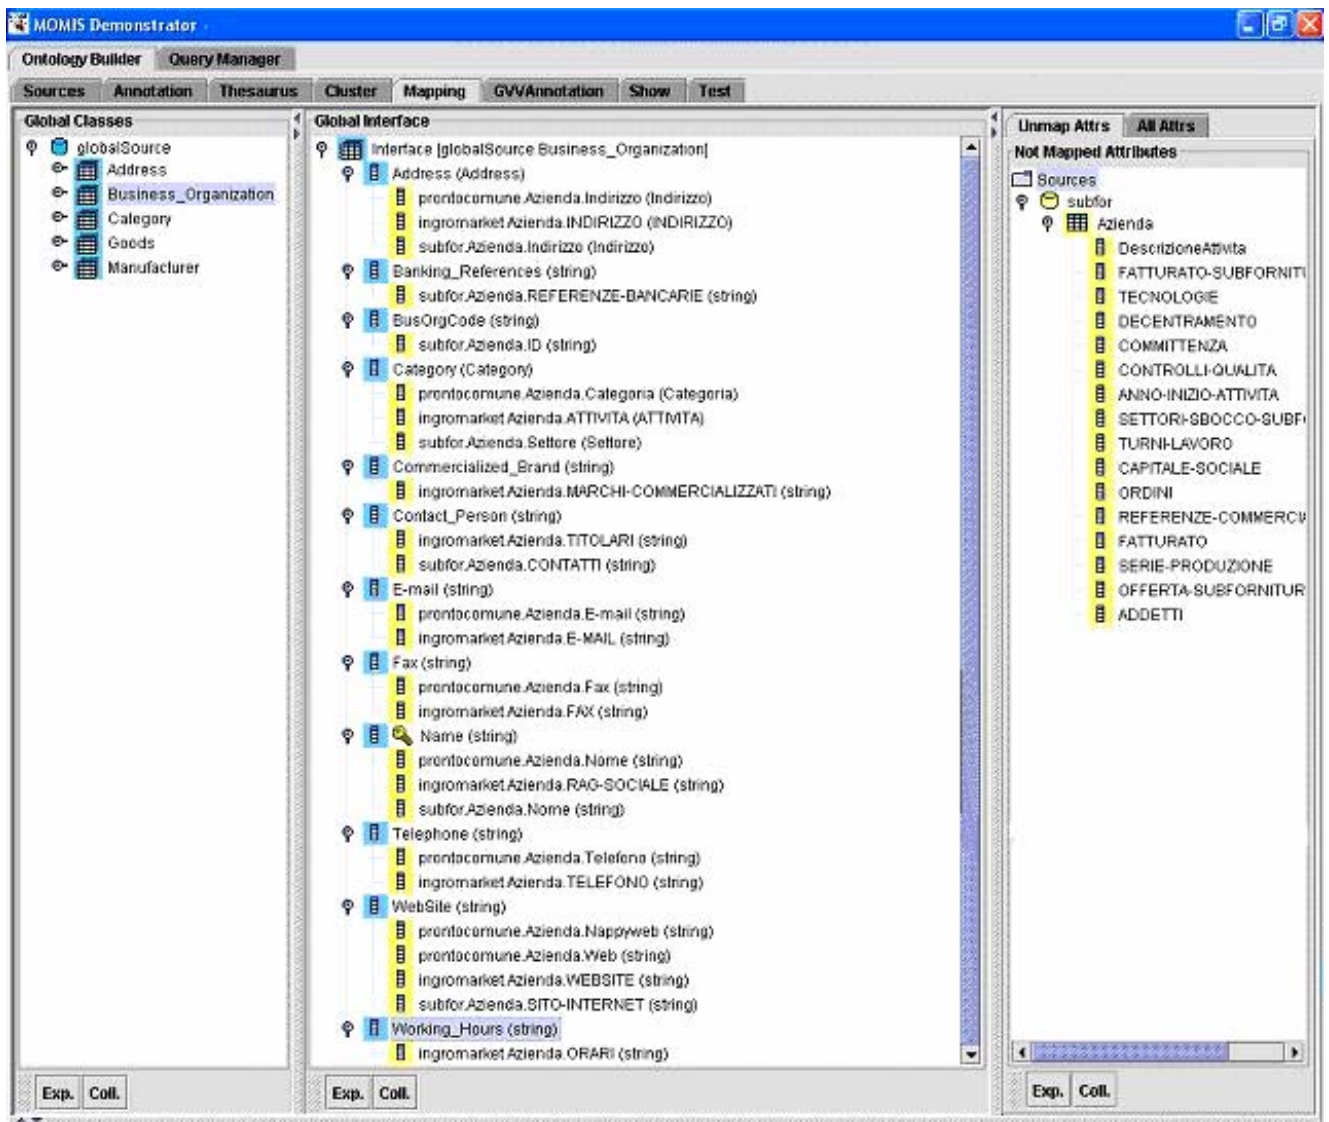 MOMIS Demonstrator -
Ontology Builder Query Manager
Sources Annotation Thesaurus Cluster Mapping GVVAnnotation Show Test
Global Classes
globalSource
Address
Business_Organization
Category
Goods
Manufacturer
Exp. Coll.
Global Interface
Interface [globalSource Business_Organization]
Address (Address)
prontocomune.Azienda.Indirizzo (Indirizzo)
ingromarket.Azienda.INDIRIZZO (INDIRIZZO)
subfor.Azienda.Indirizzo (Indirizzo)
Banking_References (string)
subfor.Azienda.REFERENZE-BANCARIE (string)
BusOrgCode (string)
subfor.Azienda.ID (string)
Category (Category)
prontocomune.Azienda.Categoria (Categoria)
ingromarket.Azienda.ATTIVITA (ATTIVITA)
subfor.Azienda.Settore (Settore)
Commercialized_Brand (string)
ingromarket.Azienda.MARCHI-COMMERCIALIZZATI (string)
Contact_Person (string)
ingromarket.Azienda.TITOLARI (string)
subfor.Azienda.CONTATTI (string)
E-mail (string)
prontocomune.Azienda.E-mail (string)
ingromarket.Azienda.E-MAIL (string)
Fax (string)
prontocomune.Azienda.Fax (string)
ingromarket.Azienda.FAX (string)
Name (string)
prontocomune.Azienda.Nome (string)
ingromarket.Azienda.RAG-SOCIALE (string)
subfor.Azienda.Nome (string)
Telephone (string)
prontocomune.Azienda.Telefono (string)
ingromarket.Azienda.TELEFONO (string)
WebSite (string)
prontocomune.Azienda.Nappyweb (string)
prontocomune.Azienda.Web (string)
ingromarket.Azienda.WEBSITE (string)
subfor.Azienda.SITO-INTERNET (string)
Working_Hours (string)
ingromarket.Azienda.ORARI (string)
Exp. Coll.
Unmap Attrs All Attrs
Not Mapped Attributes
Sources
subfor
Azienda
DescrizioneAttivita
FATTURATO-SUBFORNITU
TECNOLOGIE
DECENTRAMENTO
COMMITTENZA
CONTROLLI-QUALITA
ANNO-INIZIO-ATTIVITA
SETTORI-SBOCCO-SUBF
TURNI-LAVORO
CAPITALE-SOCIALE
ORDINI
REFERENZE-COMMERCIA
FATTURATO
SERIE-PRODUZIONE
OFFERTA-SUBFORNITUR
ADDETTI
Exp. Coll.